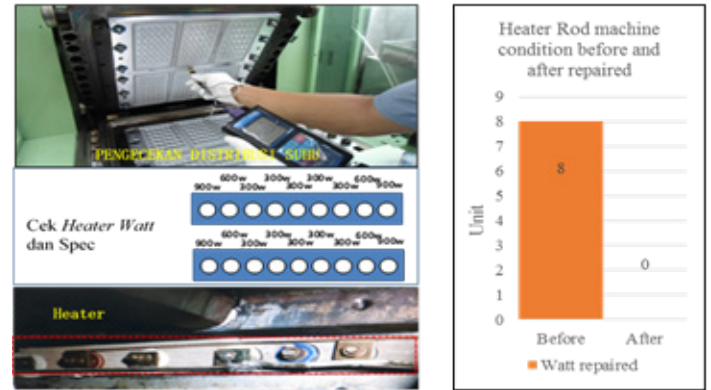 PENGECEKAN DISTRIBUSI SUHU
Cek Heater Watt
dan Spec
600w 300w 300w 600w
900w 300w 300w 300w 900w
600w 300w 300w 600w
900w 300w 300w 300w 900w
Heater
Heater Rod machine
condition before and
after repaired
9
8
7
6
5
4
3
2
1
0
Unit
8
0
Before After
Watt repaired